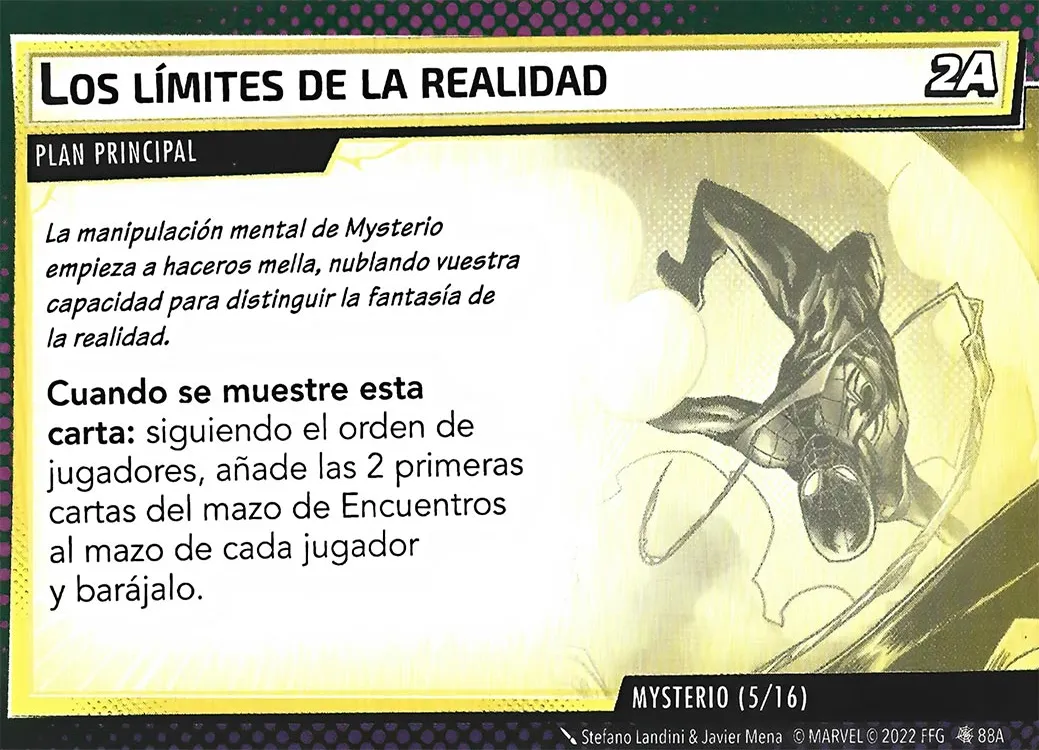 Los límites de la realidad
2A
PLAN PRINCIPAL
La manipulación mental de Mysterio
empieza a haceros mella, nublando vuestra
capacidad para distinguir la fantasía de
la realidad.
Cuando se muestre esta
carta: siguiendo el orden de
jugadores, añade las 2 primeras
cartas del mazo de Encuentros
al mazo de cada jugador
y barájalo.
MYSTERIO (5/16)
Stefano Landini & Javier Mena © MARVEL © 2022 FFG 88A